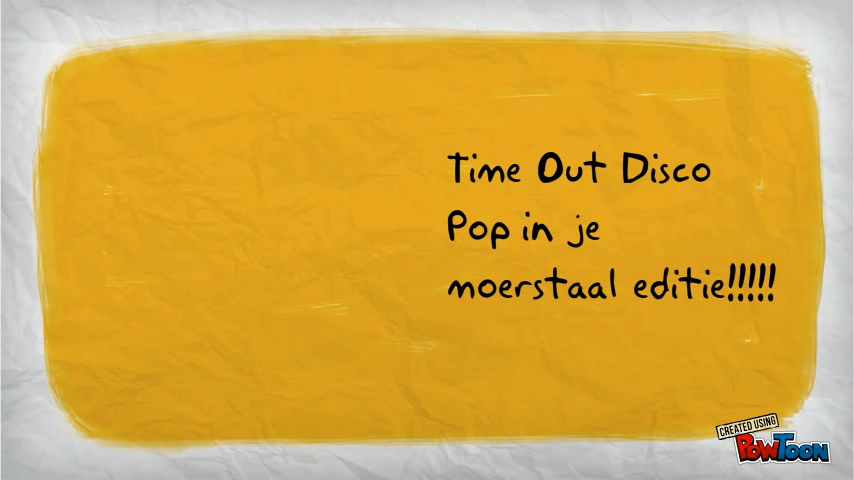 Time Out Disco
Pop in je
moerstaal editie!!!!!
CREATED USING
POWTOON